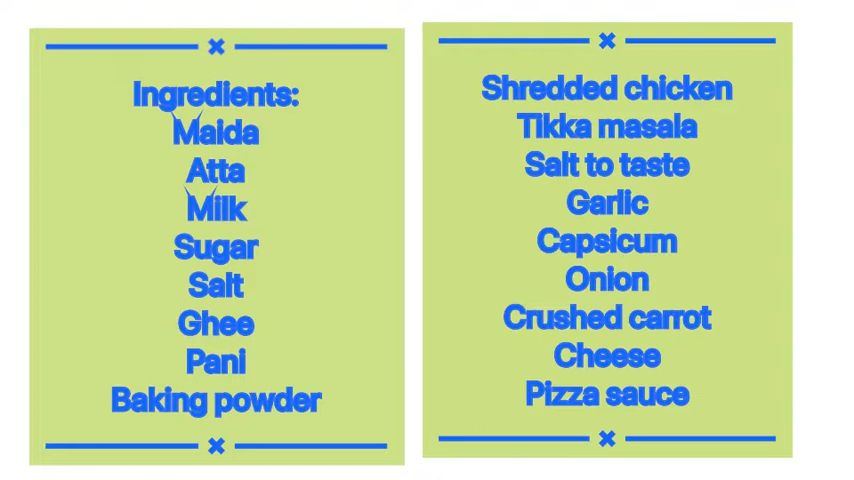 Ingredients:
Maida
Atta
Milk
Sugar
Salt
Ghee
Pani
Baking powder
Shredded chicken
Tikka masala
Salt to taste
Garlic
Capsicum
Onion
Crushed carrot
Cheese
Pizza sauce